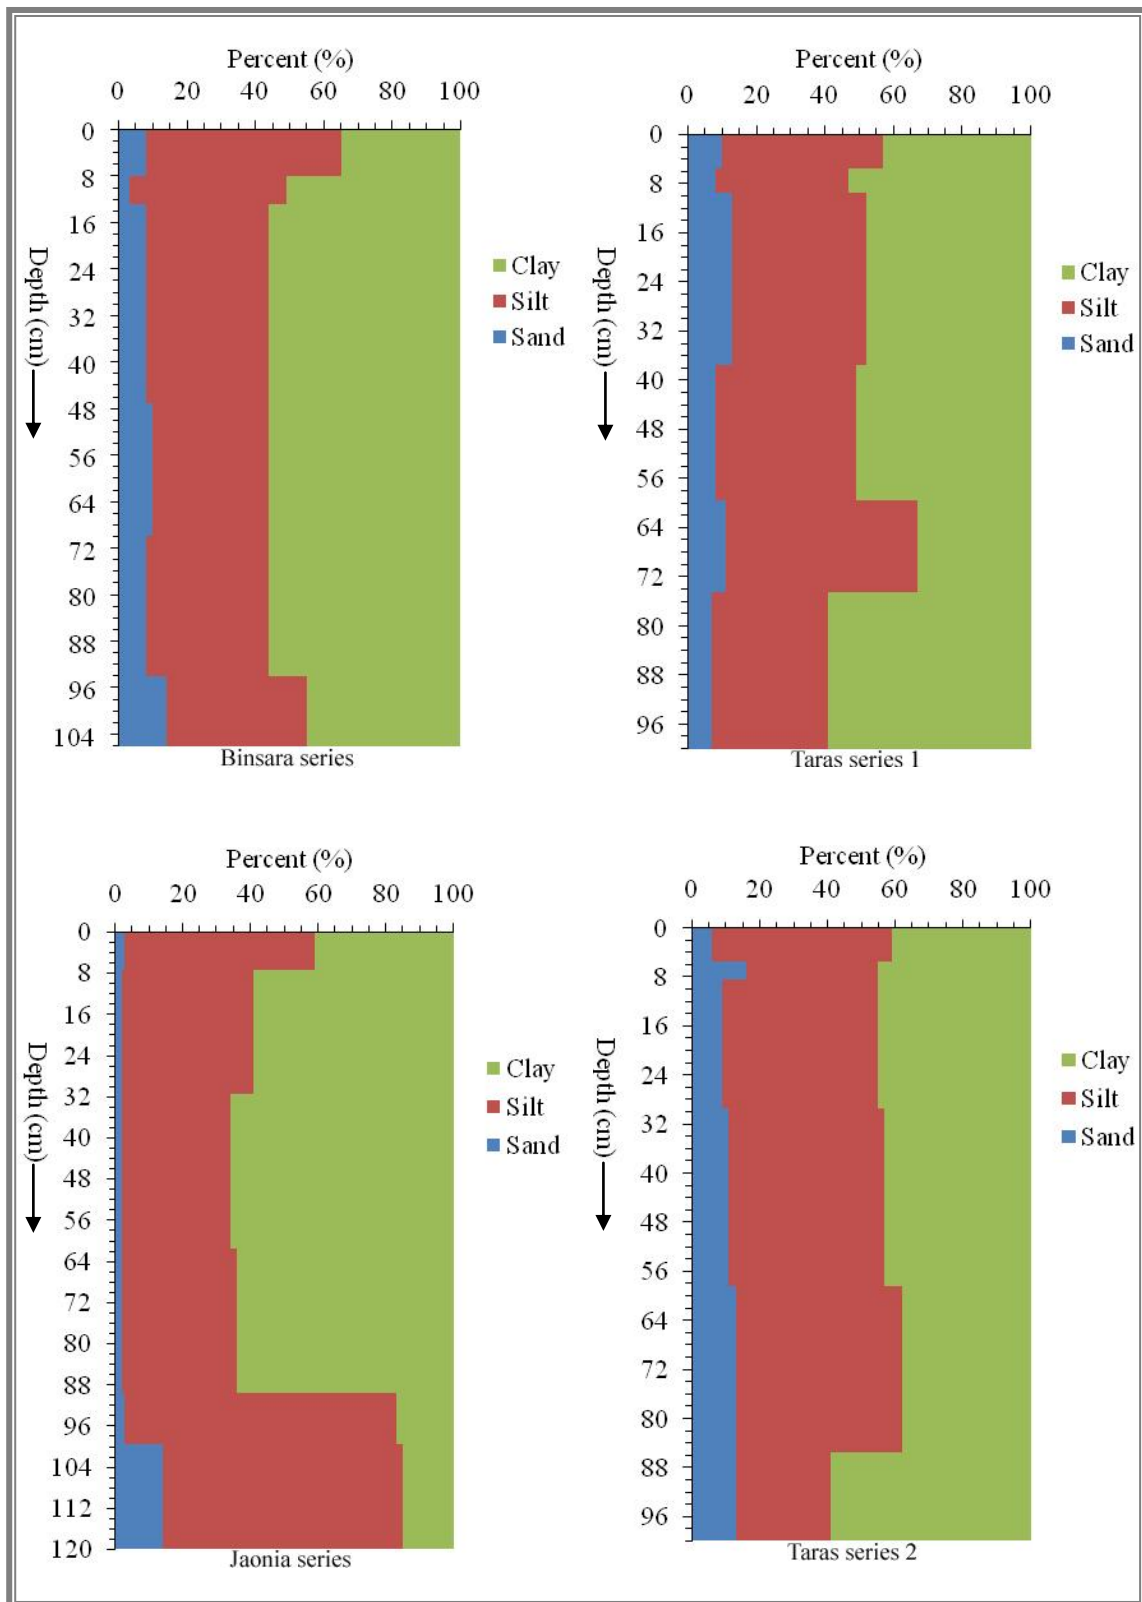 Percent (%)
0 20 40 60 80 100
0
8
16
24
32
40
48
56
64
72
80
88
96
104
Depth (cm)
Clay
Silt
Sand
Binsara series
Percent (%)
0 20 40 60 80 100
0
8
16
24
32
40
48
56
64
72
80
88
96
Depth (cm)
Clay
Silt
Sand
Taras series 1
Percent (%)
0 20 40 60 80 100
0
8
16
24
32
40
48
56
64
72
80
88
96
104
112
120
Depth (cm)
Clay
Silt
Sand
Jaonia series
Percent (%)
0 20 40 60 80 100
0
8
16
24
32
40
48
56
64
72
80
88
96
Depth (cm)
Clay
Silt
Sand
Taras series 2